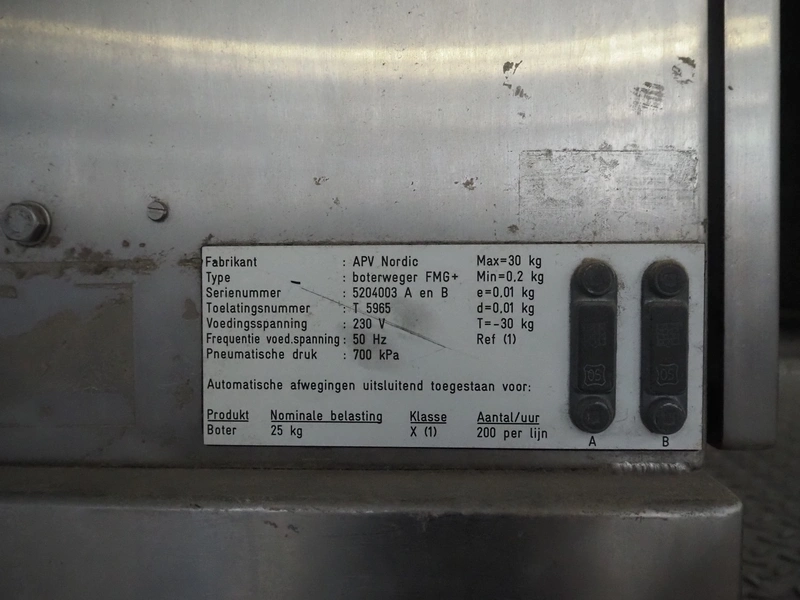 Fabrikant : APV Nordic Max=30 kg
Type : boterweger FMG+ Min=0.2 kg
Serienummer : 5204003 A en B e=0.01 kg
Toelatingsnummer : T 5965 d=0.01 kg
Voedingsspanning : 230 V T=-30 kg
Frequentie voed.spanning : 50 Hz Ref (1)
Pneumatische druk : 700 kPa
Automatische afwegingen uitsluitend toegestaan voor:
Produkt Nominale belasting Klasse Aantal/uur
Boter 25 kg X (1) 200 per lijn
A B